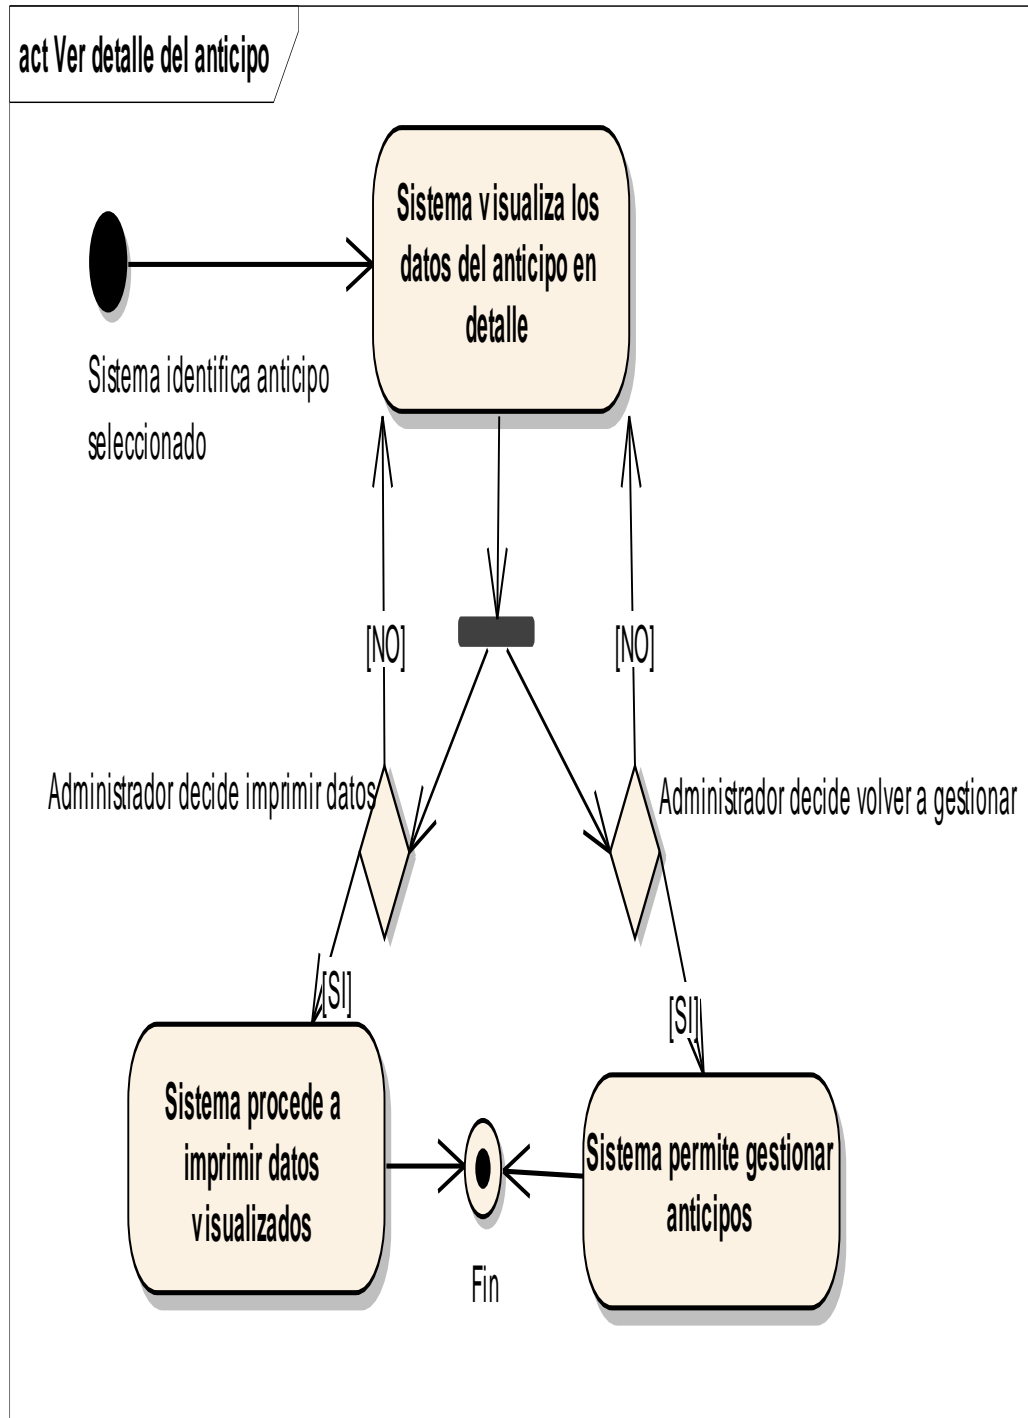 act Ver detalle del anticipo
Sistema visualiza los
datos del anticipo en
detalle
Sistema identifica anticipo
seleccionado
[NO]
[NO]
Administrador decide imprimir datos
Administrador decide volver a gestionar
[SI]
[SI]
Sistema procede a
imprimir datos
visualizados
Sistema permite gestionar
anticipos
Fin